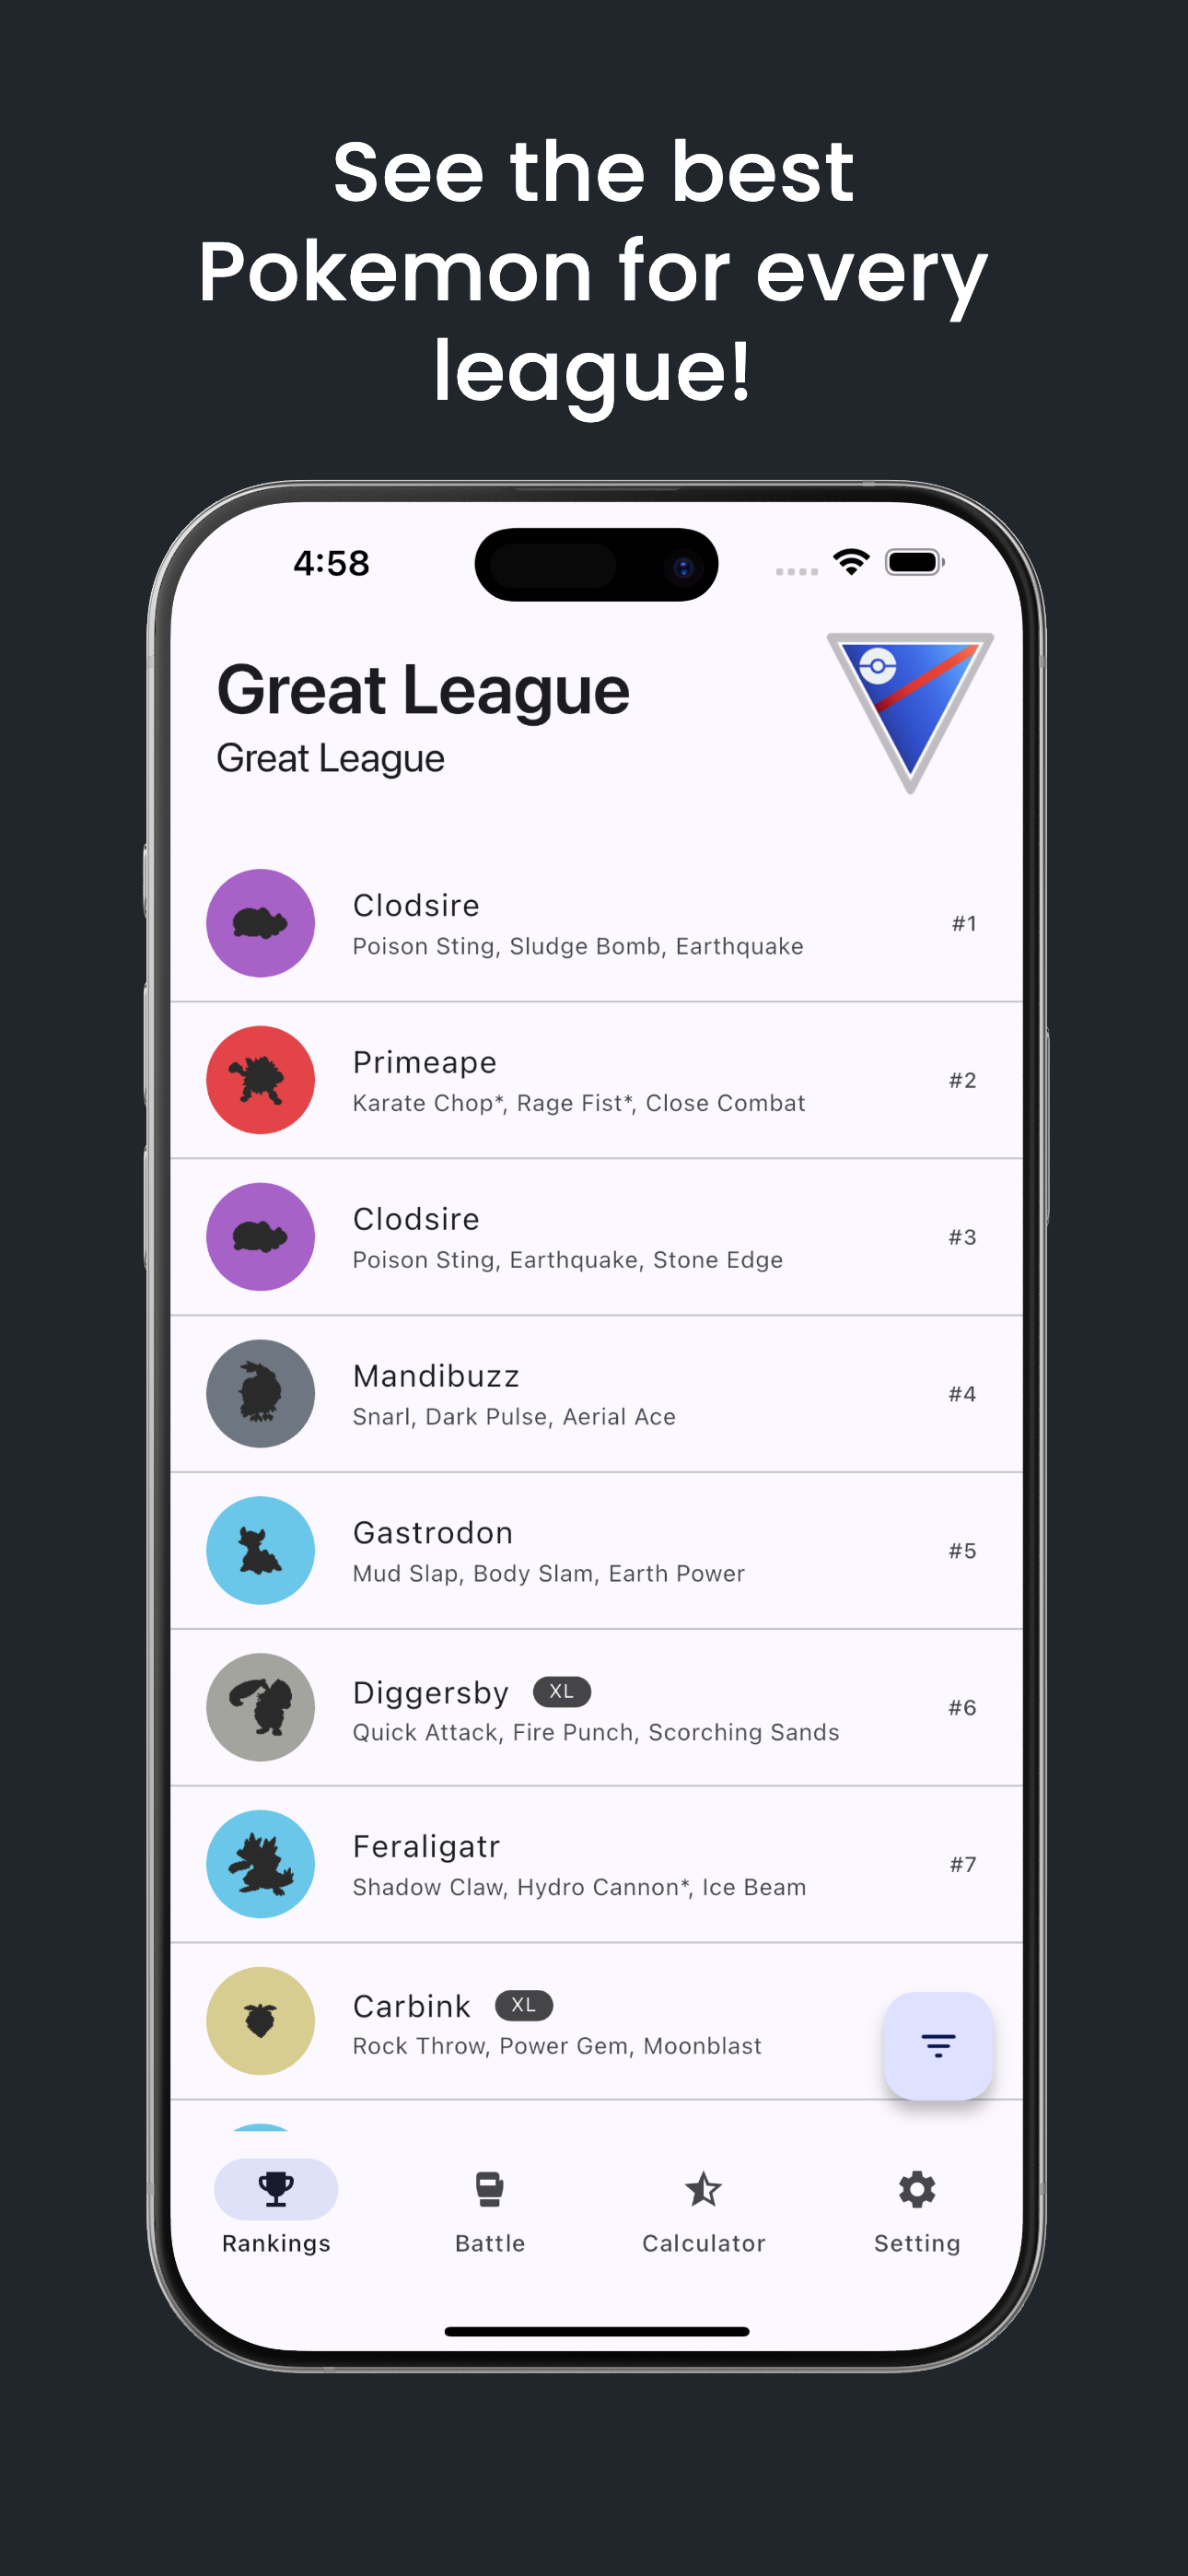 See the best
Pokemon for every
league!
4:58
Great League
Great League
Clodsire
Poison Sting, Sludge Bomb, Earthquake
#1
Primeape
Karate Chop*, Rage Fist*, Close Combat
#2
Clodsire
Poison Sting, Earthquake, Stone Edge
#3
Mandibuzz
Snarl, Dark Pulse, Aerial Ace
#4
Gastrodon
Mud Slap, Body Slam, Earth Power
#5
Diggersby XL
Quick Attack, Fire Punch, Scorching Sands
#6
Feraligatr
Shadow Claw, Hydro Cannon*, Ice Beam
#7
Carbink XL
Rock Throw, Power Gem, Moonblast
Rankings Battle Calculator Setting